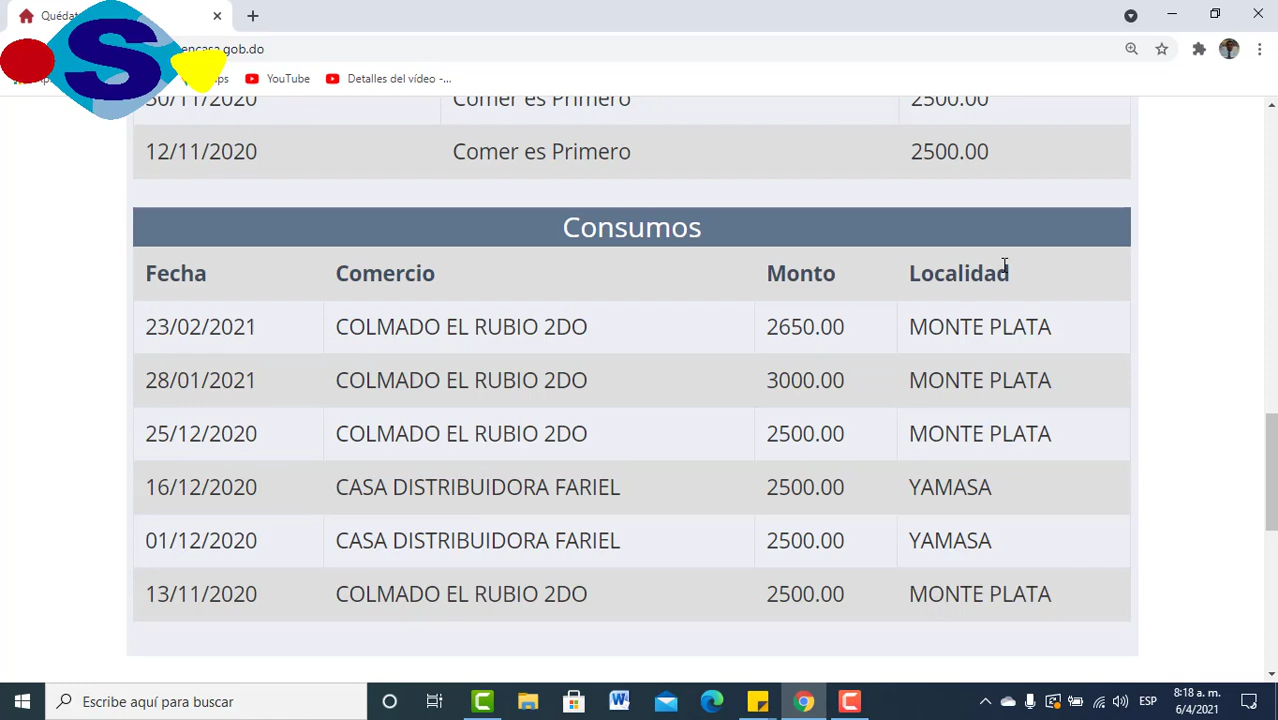 Quédat
S
encasa.gob.do
YouTube
Detalles del vídeo -...
30/11/2020 Comer es Primero 2500.00
12/11/2020 Comer es Primero 2500.00
Consumos
Fecha Comercio Monto Localidad
23/02/2021 COLMADO EL RUBIO 2DO 2650.00 MONTE PLATA
28/01/2021 COLMADO EL RUBIO 2DO 3000.00 MONTE PLATA
25/12/2020 COLMADO EL RUBIO 2DO 2500.00 MONTE PLATA
16/12/2020 CASA DISTRIBUIDORA FARIEL 2500.00 YAMASA
01/12/2020 CASA DISTRIBUIDORA FARIEL 2500.00 YAMASA
13/11/2020 COLMADO EL RUBIO 2DO 2500.00 MONTE PLATA
Escribe aquí para buscar
ESP
8:18 a. m.
6/4/2021